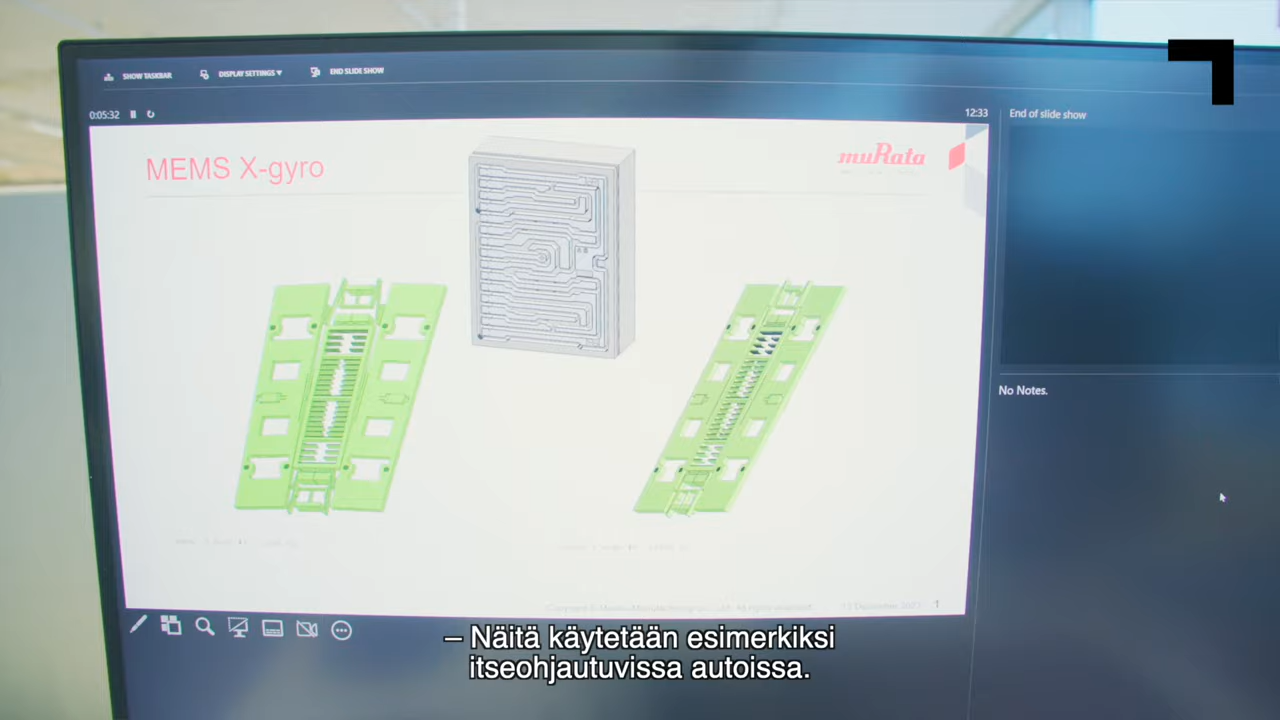 SHOW TASKBAR
DISPLAY SETTINGS
END SLIDE SHOW
0:05:32
12:33
End of slide show
MEMS X-gyro
muRata
No Notes.
1
– Näitä käytetään esimerkiksi
itseohjautuvissa autoissa.